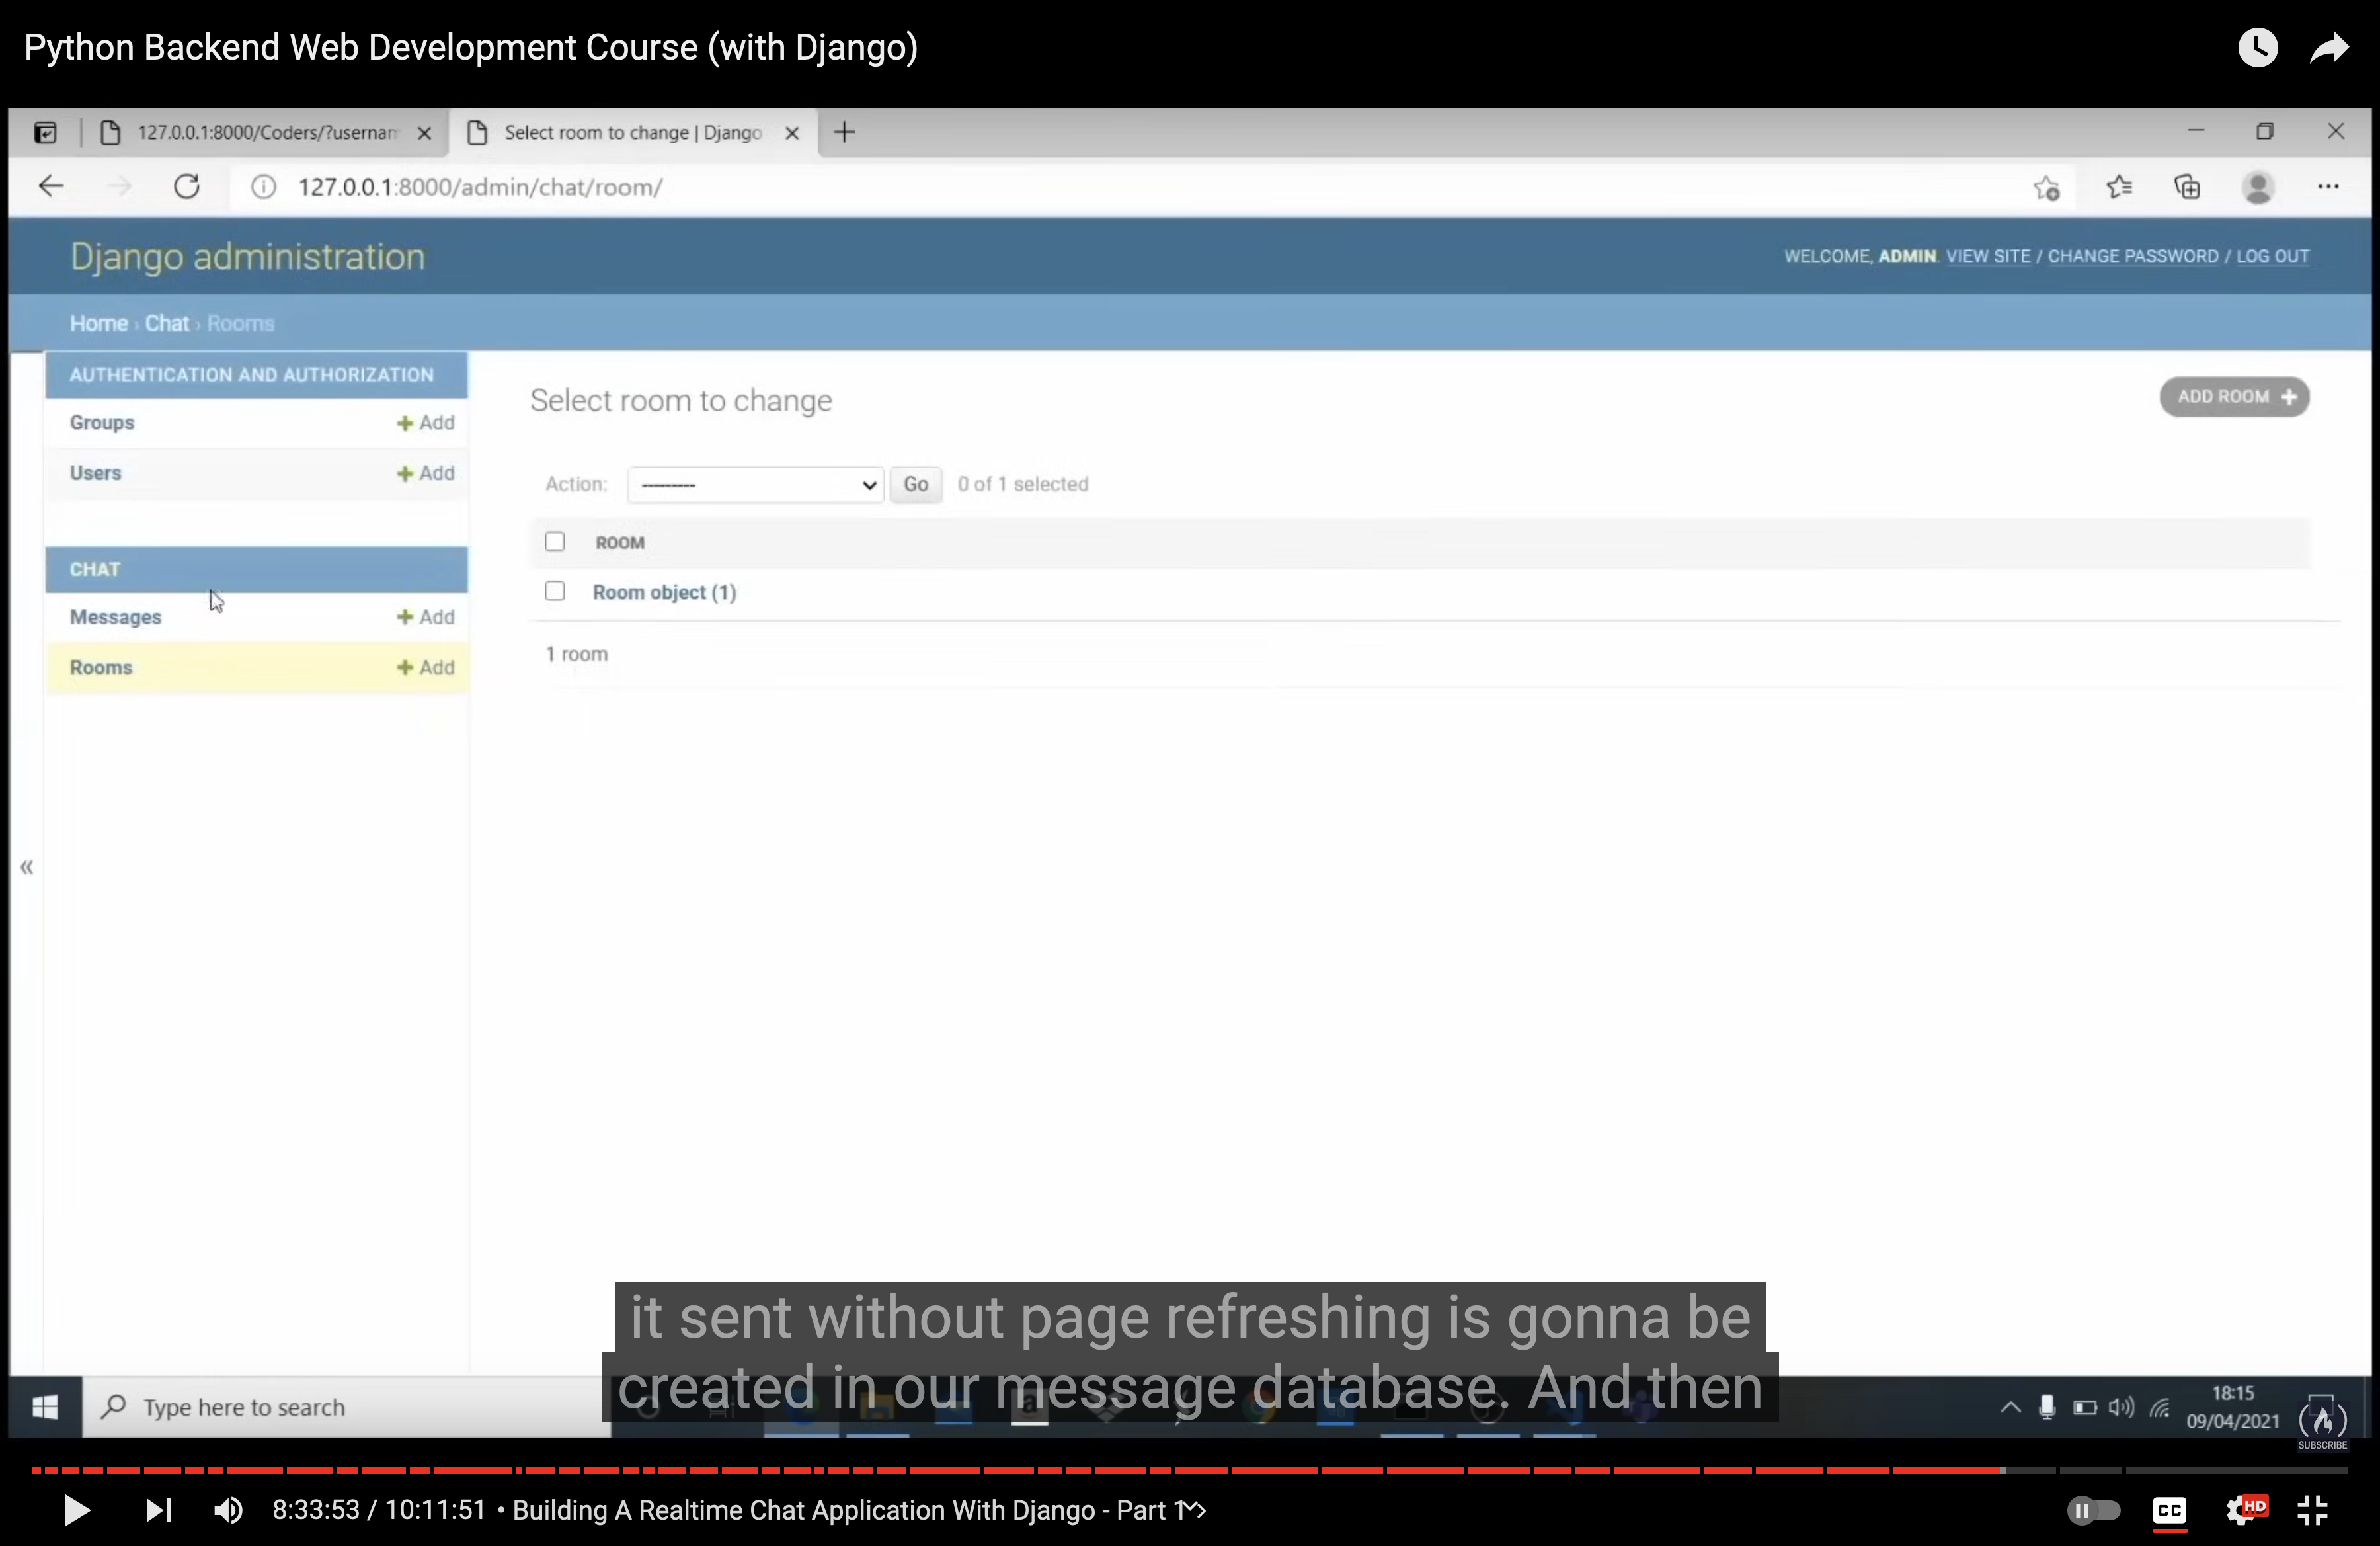 Python Backend Web Development Course (with Django)
127.0.0.1:8000/Coders/?usernam
Select room to change | Django
127.0.0.1:8000/admin/chat/room/
Django administration
WELCOME, ADMIN. VIEW SITE / CHANGE PASSWORD / LOG OUT
Home › Chat › Rooms
AUTHENTICATION AND AUTHORIZATION
Groups + Add
Users + Add
CHAT
Messages + Add
Rooms + Add
«
Select room to change
ADD ROOM +
Action: --------- Go 0 of 1 selected
ROOM
Room object (1)
1 room
it sent without page refreshing is gonna be
created in our message database. And then
Type here to search
18:15
09/04/2021
SUBSCRIBE
8:33:53 / 10:11:51 • Building A Realtime Chat Application With Django - Part 1
CC
HD